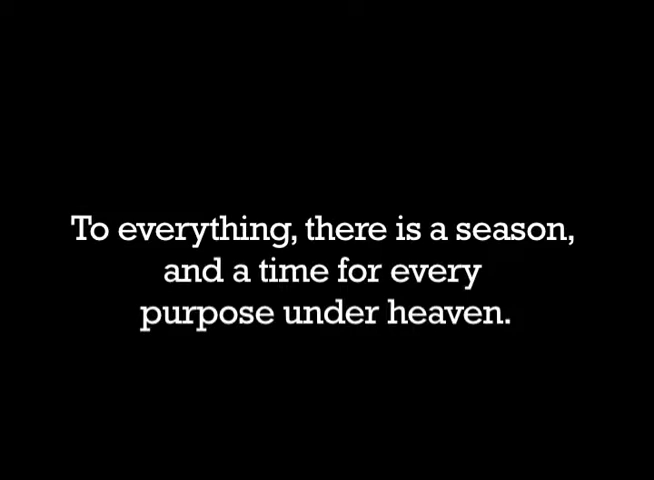 To everything, there is a season,
and a time for every
purpose under heaven.